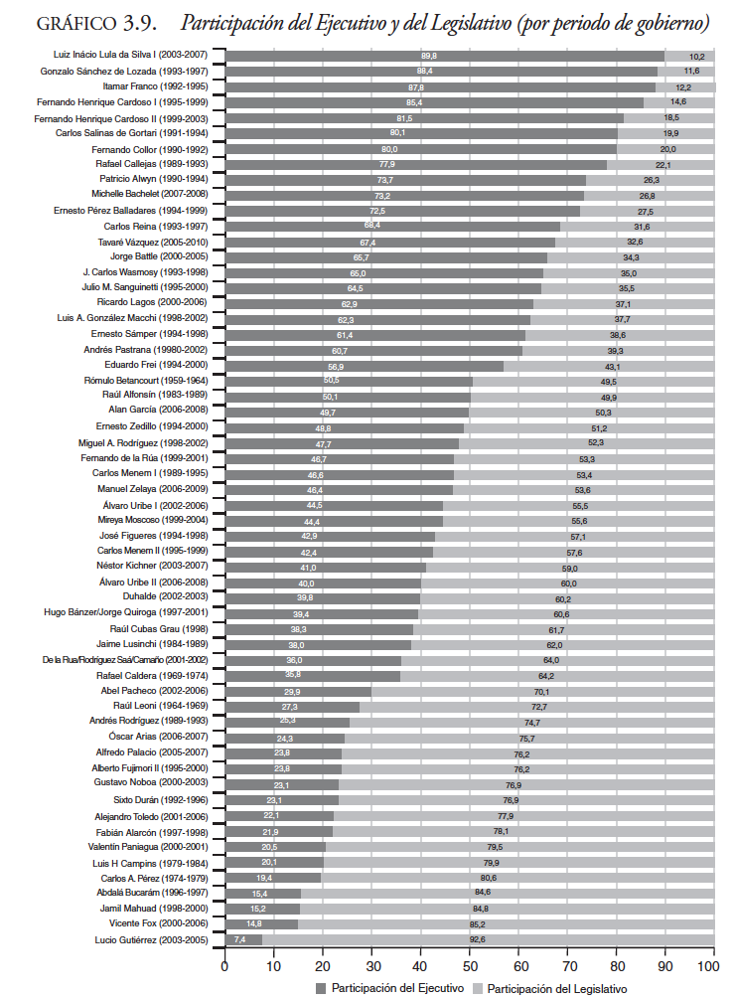 GRÁFICO 3.9. Participación del Ejecutivo y del Legislativo (por periodo de gobierno)
Luiz Inácio Lula da Silva I (2003-2007) 89,8 10,2
Gonzalo Sánchez de Lozada (1993-1997) 88,4 11,6
Itamar Franco (1992-1995) 87,8 12,2
Fernando Henrique Cardoso I (1995-1999) 85,4 14,6
Fernando Henrique Cardoso II (1999-2003) 81,5 18,5
Carlos Salinas de Gortari (1991-1994) 80,1 19,9
Fernando Collor (1990-1992) 80,0 20,0
Rafael Callejas (1989-1993) 77,9 22,1
Patricio Alwyn (1990-1994) 73,7 26,3
Michelle Bachelet (2007-2008) 73,2 26,8
Ernesto Pérez Balladares (1994-1999) 72,5 27,5
Carlos Reina (1993-1997) 68,4 31,6
Tavaré Vázquez (2005-2010) 67,4 32,6
Jorge Battle (2000-2005) 65,7 34,3
J. Carlos Wasmosy (1993-1998) 65,0 35,0
Julio M. Sanguinetti (1995-2000) 64,5 35,5
Ricardo Lagos (2000-2006) 62,9 37,1
Luis A. González Macchi (1998-2002) 62,3 37,7
Ernesto Sámper (1994-1998) 61,4 38,6
Andrés Pastrana (19980-2002) 60,7 39,3
Eduardo Frei (1994-2000) 56,9 43,1
Rómulo Betancourt (1959-1964) 50,5 49,5
Raúl Alfonsín (1983-1989) 50,1 49,9
Alan García (2006-2008) 49,7 50,3
Ernesto Zedillo (1994-2000) 48,8 51,2
Miguel A. Rodríguez (1998-2002) 47,7 52,3
Fernando de la Rúa (1999-2001) 46,7 53,3
Carlos Menem I (1989-1995) 46,6 53,4
Manuel Zelaya (2006-2009) 46,4 53,6
Álvaro Uribe I (2002-2006) 44,5 55,5
Mireya Moscoso (1999-2004) 44,4 55,6
José Figueres (1994-1998) 42,9 57,1
Carlos Menem II (1995-1999) 42,4 57,6
Néstor Kichner (2003-2007) 41,0 59,0
Álvaro Uribe II (2006-2008) 40,0 60,0
Duhalde (2002-2003) 39,8 60,2
Hugo Bánzer/Jorge Quiroga (1997-2001) 39,4 60,6
Raúl Cubas Grau (1998) 38,3 61,7
Jaime Lusinchi (1984-1989) 38,0 62,0
De la Rua/Rodríguez Saá/Camaño (2001-2002) 36,0 64,0
Rafael Caldera (1969-1974) 35,8 64,2
Abel Pacheco (2002-2006) 29,9 70,1
Raúl Leoni (1964-1969) 27,3 72,7
Andrés Rodríguez (1989-1993) 25,3 74,7
Óscar Arias (2006-2007) 24,3 75,7
Alfredo Palacio (2005-2007) 23,8 76,2
Alberto Fujimori II (1995-2000) 23,8 76,2
Gustavo Noboa (2000-2003) 23,1 76,9
Sixto Durán (1992-1996) 23,1 76,9
Alejandro Toledo (2001-2006) 22,1 77,9
Fabián Alarcón (1997-1998) 21,9 78,1
Valentín Paniagua (2000-2001) 20,5 79,5
Luis H Campins (1979-1984) 20,1 79,9
Carlos A. Pérez (1974-1979) 19,4 80,6
Abdalá Bucarám (1996-1997) 15,4 84,6
Jamil Mahuad (1998-2000) 15,2 84,8
Vicente Fox (2000-2006) 14,8 85,2
Lucio Gutiérrez (2003-2005) 7,4 92,6
0 10 20 30 40 50 60 70 80 90 100
Participación del Ejecutivo Participación del Legislativo